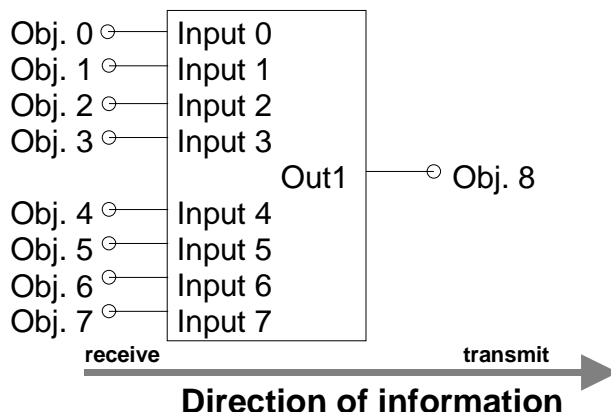 Obj. 0 Input 0
Obj. 1 Input 1
Obj. 2 Input 2
Obj. 3 Input 3
Out1 Obj. 8
Obj. 4 Input 4
Obj. 5 Input 5
Obj. 6 Input 6
Obj. 7 Input 7
receive transmit
Direction of information